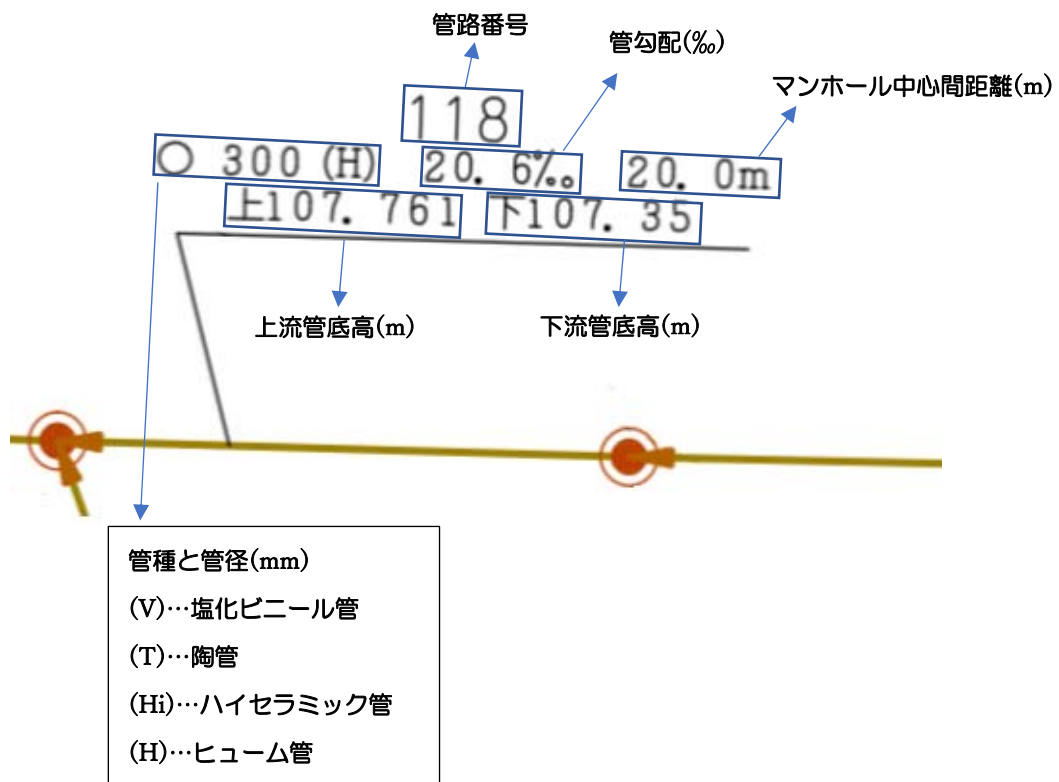 管路番号
管勾配(‰)
マンホール中心間距離(m)
118
○ 300 (H) 20. 6‰ 20. 0m
上107. 761 下107. 35
上流管底高(m) 下流管底高(m)
管種と管径(mm)
(V)…塩化ビニール管
(T)…陶管
(Hi)…ハイセラミック管
(H)…ヒューム管